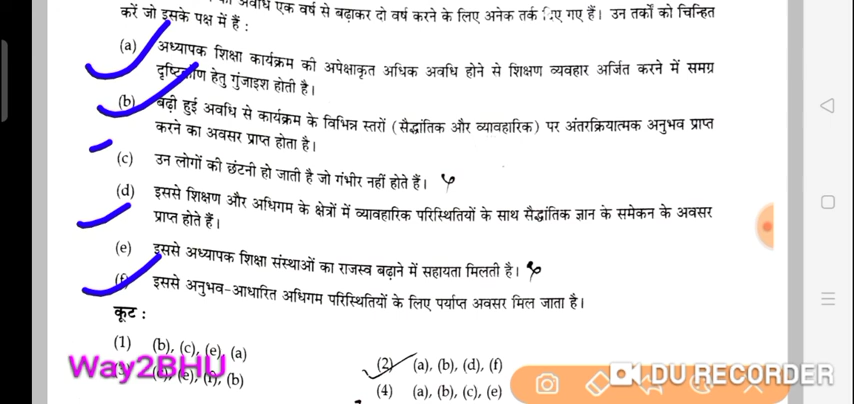 अवधि एक वर्ष से बढ़ाकर दो वर्ष करने के लिए अनेक तर्क दिए गए हैं। उन तर्कों को चिन्हित
करें जो इसके पक्ष में हैं :
(a) अध्यापक शिक्षा कार्यक्रम की अपेक्षाकृत अधिक अवधि होने से शिक्षण व्यवहार अर्जित करने में समग्र
दृष्टिकोण हेतु गुंजाइश होती है।
(b) बढ़ी हुई अवधि से कार्यक्रम के विभिन्न स्तरों (सैद्धांतिक और व्यावहारिक) पर अंतरक्रियात्मक अनुभव प्राप्त
करने का अवसर प्राप्त होता है।
(c) उन लोगों की छंटनी हो जाती है जो गंभीर नहीं होते हैं।
(d) इससे शिक्षण और अधिगम के क्षेत्रों में व्यावहारिक परिस्थितियों के साथ सैद्धांतिक ज्ञान के समेकन के अवसर
प्राप्त होते हैं।
(e) इससे अध्यापक शिक्षा संस्थाओं का राजस्व बढ़ाने में सहायता मिलती है।
(f) इससे अनुभव-आधारित अधिगम परिस्थितियों के लिए पर्याप्त अवसर मिल जाता है।
कूट :
(1) (b), (c), (e), (a)
(2) (a), (b), (d), (f)
(e), (f), (b)
(4) (a), (b), (c), (e)
Way2BHU
DU RECORDER